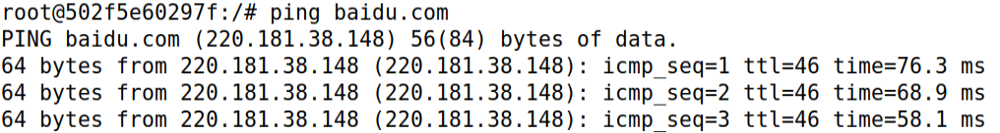 root@502f5e60297f:/# ping baidu.com
PING baidu.com (220.181.38.148) 56(84) bytes of data.
64 bytes from 220.181.38.148 (220.181.38.148): icmp_seq=1 ttl=46 time=76.3 ms
64 bytes from 220.181.38.148 (220.181.38.148): icmp_seq=2 ttl=46 time=68.9 ms
64 bytes from 220.181.38.148 (220.181.38.148): icmp_seq=3 ttl=46 time=58.1 ms